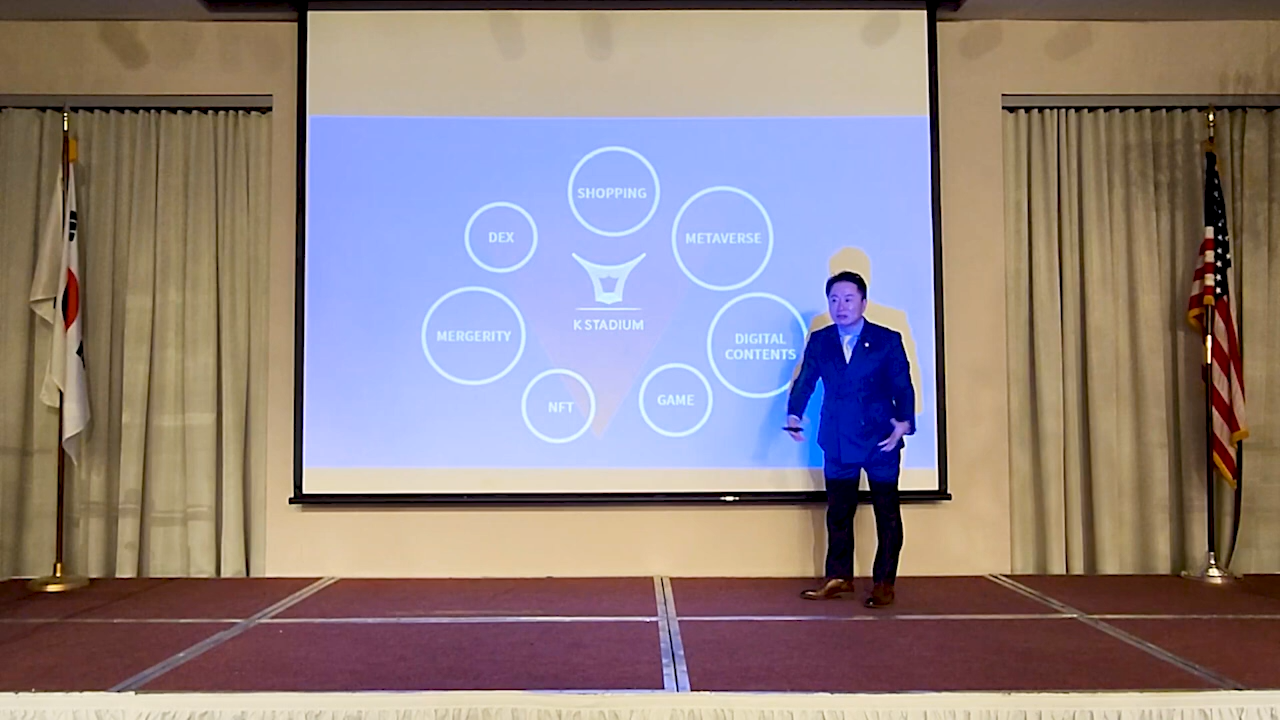 SHOPPING
DEX
METAVERSE
K STADIUM
MERGERITY
DIGITAL
CONTENTS
NFT
GAME